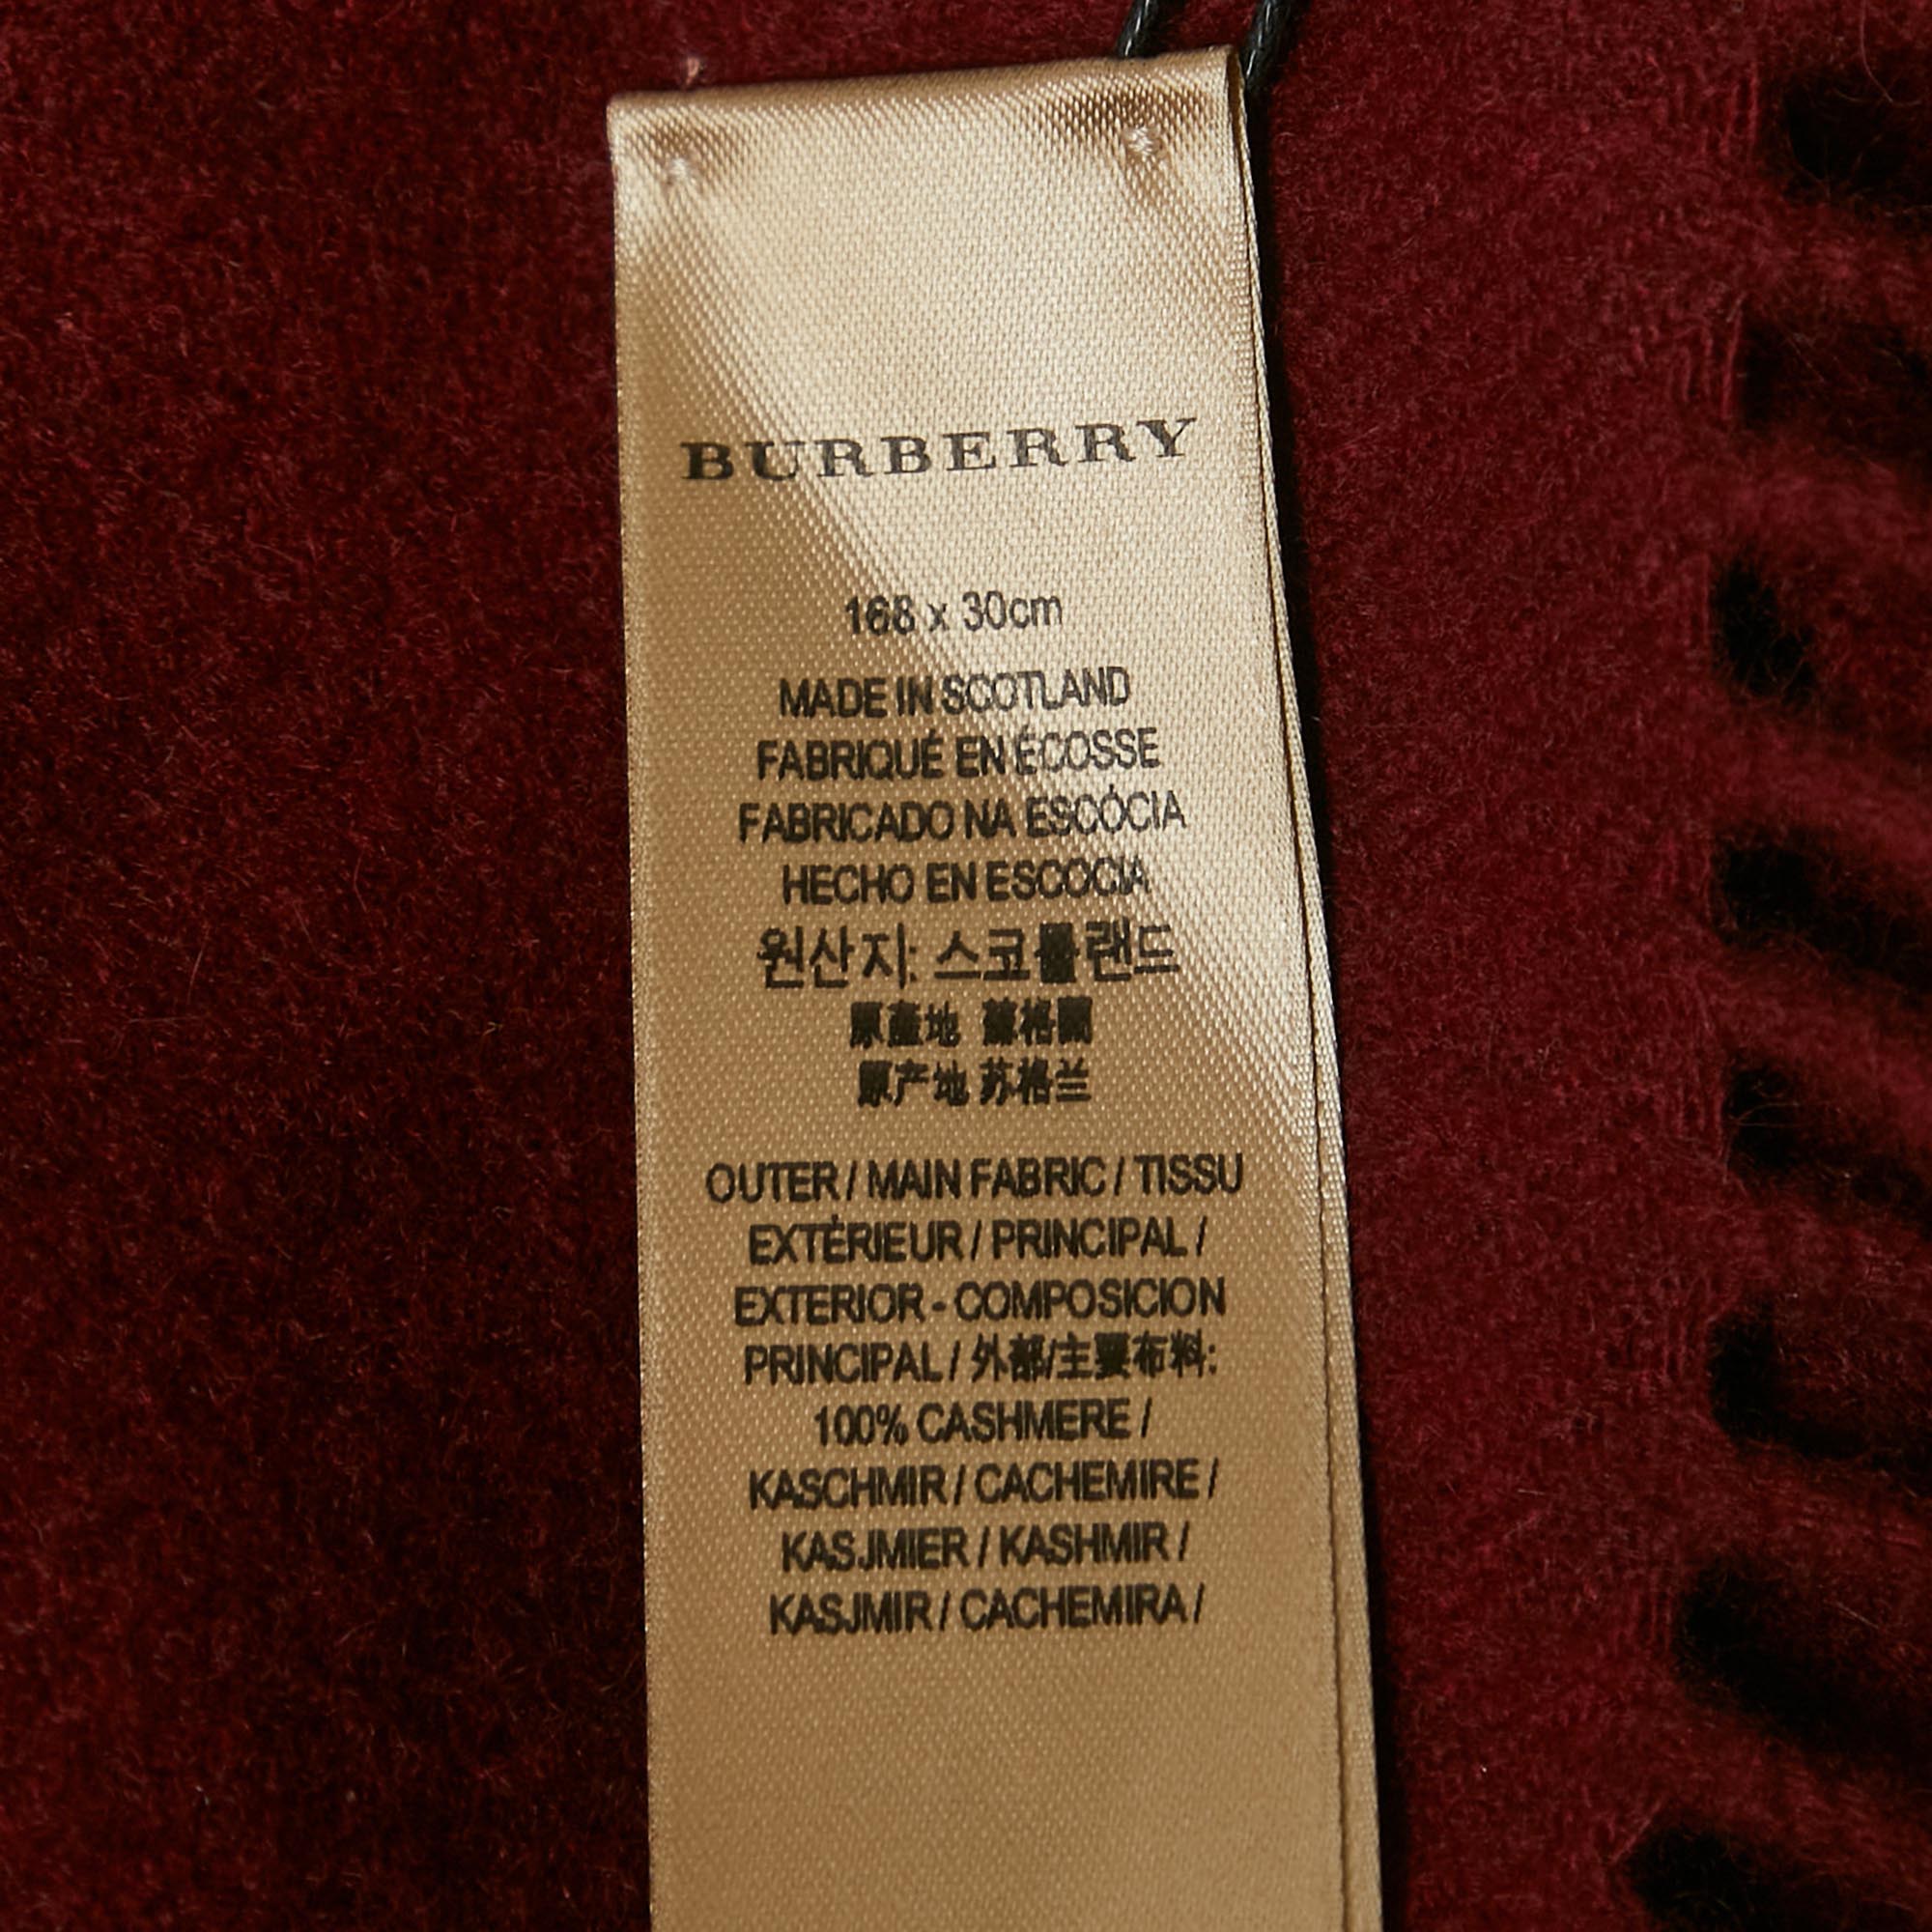 BURBERRY
168 x 30cm
MADE IN SCOTLAND
FABRIQUÉ EN ÉCOSSE
FABRICADO NA ESCÓCIA
HECHO EN ESCOCIA
원산지: 스코틀랜드
原產地 蘇格蘭
原产地 苏格兰
OUTER / MAIN FABRIC / TISSU
EXTÉRIEUR / PRINCIPAL /
EXTERIOR - COMPOSICION
PRINCIPAL / 外部/主要布料:
100% CASHMERE /
KASCHMIR / CACHEMIRE /
KASJMIER / KASHMIR /
KASJMIR / CACHEMIRA /